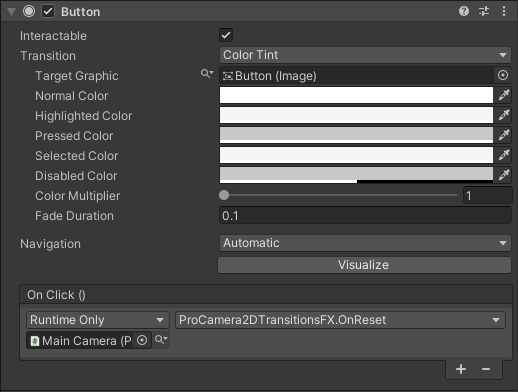 Button
Interactable
Transition Color Tint
Target Graphic Button (Image)
Normal Color
Highlighted Color
Pressed Color
Selected Color
Disabled Color
Color Multiplier 1
Fade Duration 0.1
Navigation Automatic
Visualize
On Click ()
Runtime Only ProCamera2DTransitionsFX.OnReset
Main Camera (P